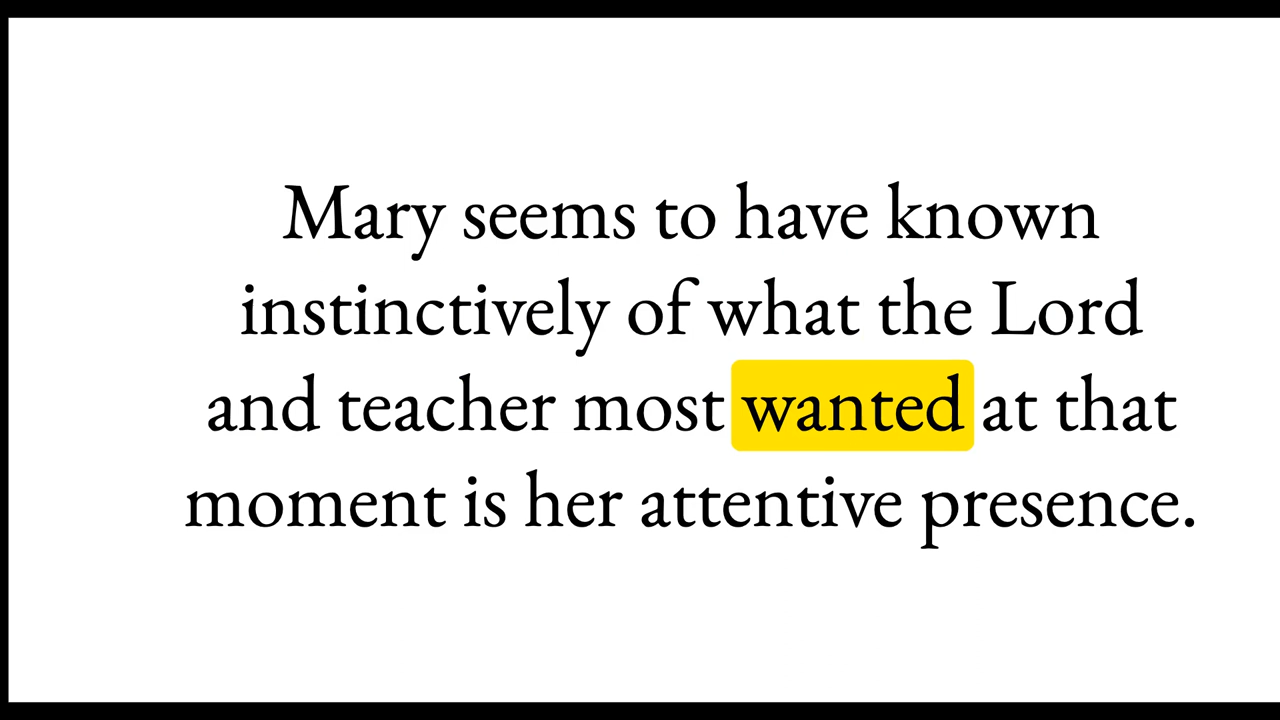 Mary seems to have known
instinctively of what the Lord
and teacher most wanted at that
moment is her attentive presence.